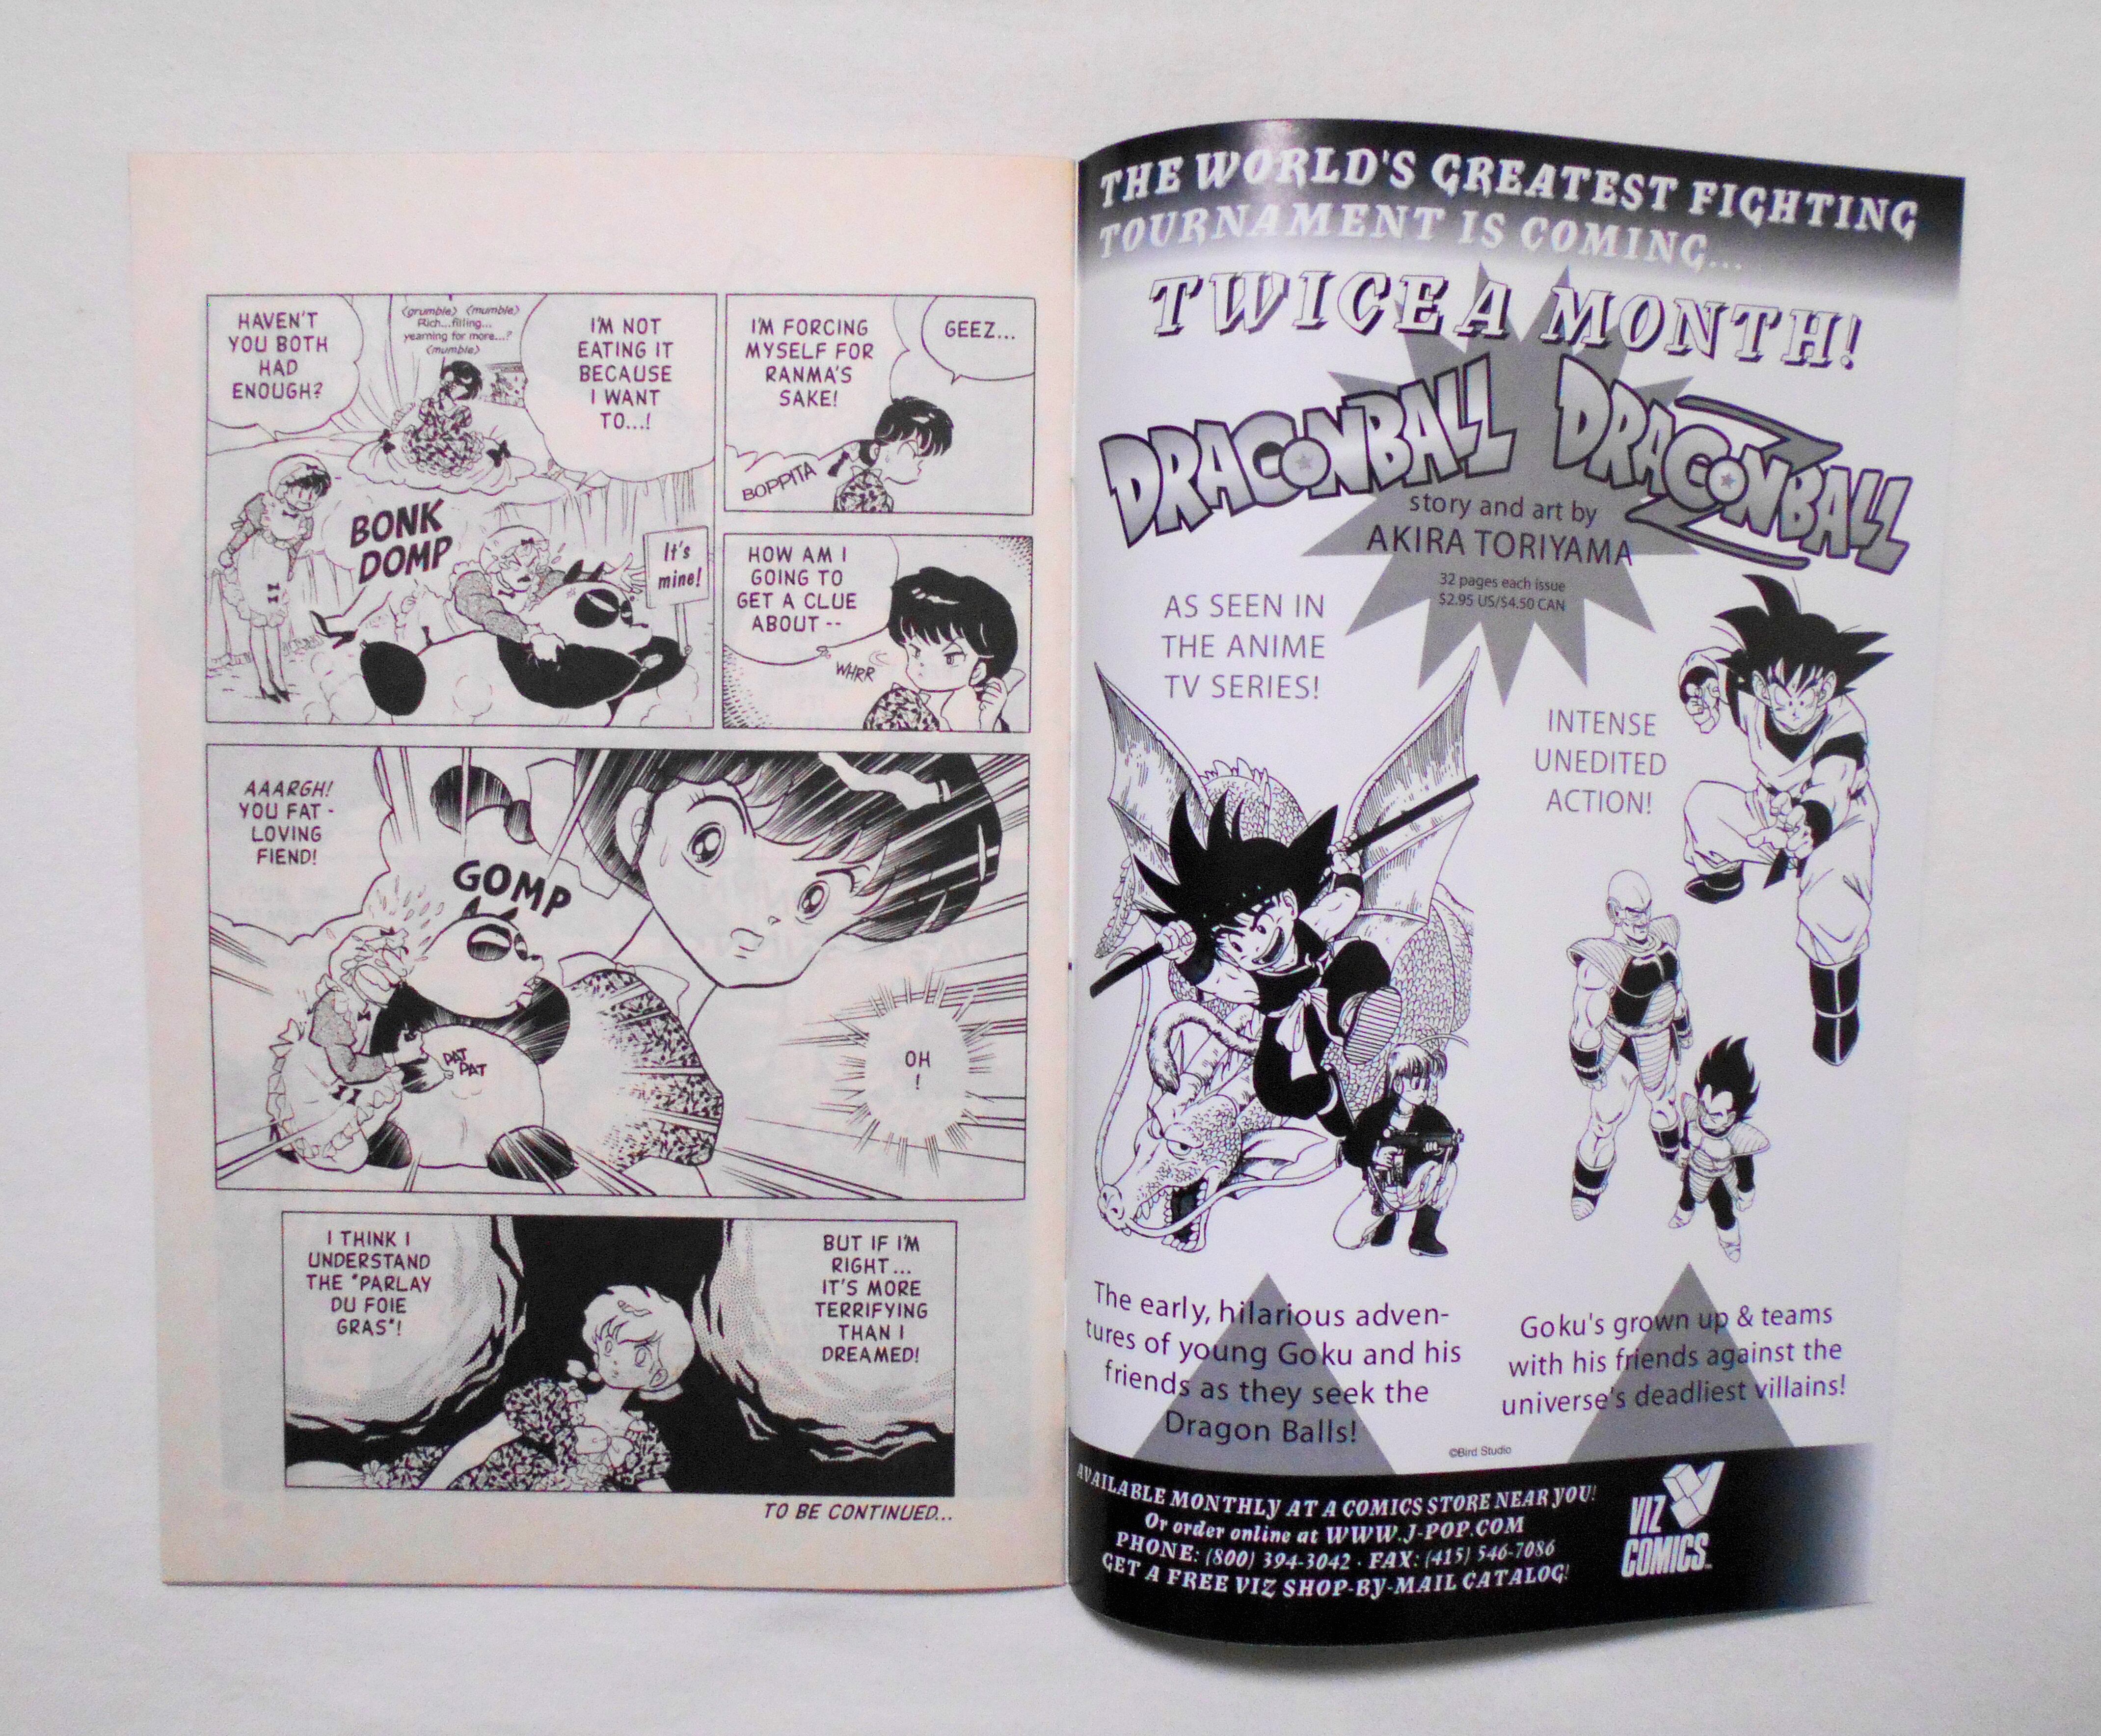 HAVEN'T
YOU BOTH
HAD
ENOUGH?
<grumble> <mumble>
Rich...filling...
yearning for more...?
<mumble>
I'M NOT
EATING IT
BECAUSE
I WANT
TO...!
BONK
DOMP
It's
mine!
I'M FORCING
MYSELF FOR
RANMA'S
SAKE!
GEEZ...
BOPPITA
HOW AM I
GOING TO
GET A CLUE
ABOUT --
WHRR
AAARGH!
YOU FAT-
LOVING
FIEND!
GOMP
PAT
PAT
OH
!
I THINK I
UNDERSTAND
THE "PARLAY
DU FOIE
GRAS"!
BUT IF I'M
RIGHT...
IT'S MORE
TERRIFYING
THAN I
DREAMED!
TO BE CONTINUED...
THE WORLD'S GREATEST FIGHTING
TOURNAMENT IS COMING...
TWICE A MONTH!
DRAGONBALL
DRAGONBALL Z
story and art by
AKIRA TORIYAMA
32 pages each issue
$2.95 US/$4.50 CAN
AS SEEN IN
THE ANIME
TV SERIES!
INTENSE
UNEDITED
ACTION!
The early, hilarious adven-
tures of young Goku and his
friends as they seek the
Dragon Balls!
Goku's grown up & teams
with his friends against the
universe's deadliest villains!
©Bird Studio
AVAILABLE MONTHLY AT A COMICS STORE NEAR YOU!
Or order online at WWW.J-POP.COM
PHONE: (800) 394-3042 · FAX: (415) 546-7086
GET A FREE VIZ SHOP-BY-MAIL CATALOG!
VIZ
COMICS